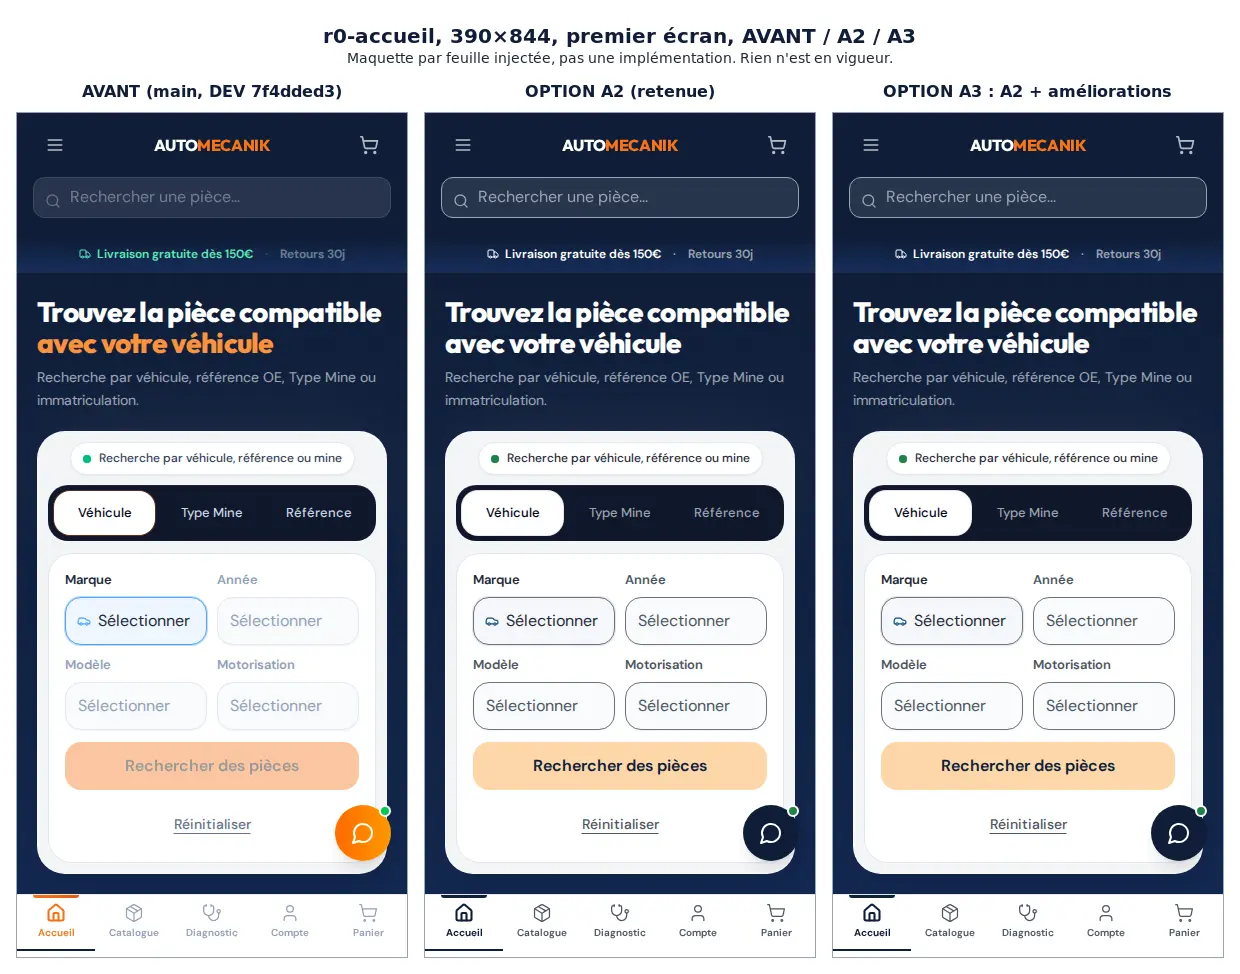 r0-accueil, 390×844, premier écran, AVANT / A2 / A3
Maquette par feuille injectée, pas une implémentation. Rien n'est en vigueur.
AVANT (main, DEV 7f4dded3)
AUTOMECANIK
Rechercher une pièce...
Livraison gratuite dès 150€ · Retours 30j
Trouvez la pièce compatible
avec votre véhicule
Recherche par véhicule, référence OE, Type Mine ou
immatriculation.
Recherche par véhicule, référence ou mine
Véhicule Type Mine Référence
Marque Année
Sélectionner Sélectionner
Modèle Motorisation
Sélectionner Sélectionner
Rechercher des pièces
Réinitialiser
Accueil Catalogue Diagnostic Compte Panier
OPTION A2 (retenue)
AUTOMECANIK
Rechercher une pièce...
Livraison gratuite dès 150€ · Retours 30j
Trouvez la pièce compatible
avec votre véhicule
Recherche par véhicule, référence OE, Type Mine ou
immatriculation.
Recherche par véhicule, référence ou mine
Véhicule Type Mine Référence
Marque Année
Sélectionner Sélectionner
Modèle Motorisation
Sélectionner Sélectionner
Rechercher des pièces
Réinitialiser
Accueil Catalogue Diagnostic Compte Panier
OPTION A3 : A2 + améliorations
AUTOMECANIK
Rechercher une pièce...
Livraison gratuite dès 150€ · Retours 30j
Trouvez la pièce compatible
avec votre véhicule
Recherche par véhicule, référence OE, Type Mine ou
immatriculation.
Recherche par véhicule, référence ou mine
Véhicule Type Mine Référence
Marque Année
Sélectionner Sélectionner
Modèle Motorisation
Sélectionner Sélectionner
Rechercher des pièces
Réinitialiser
Accueil Catalogue Diagnostic Compte Panier